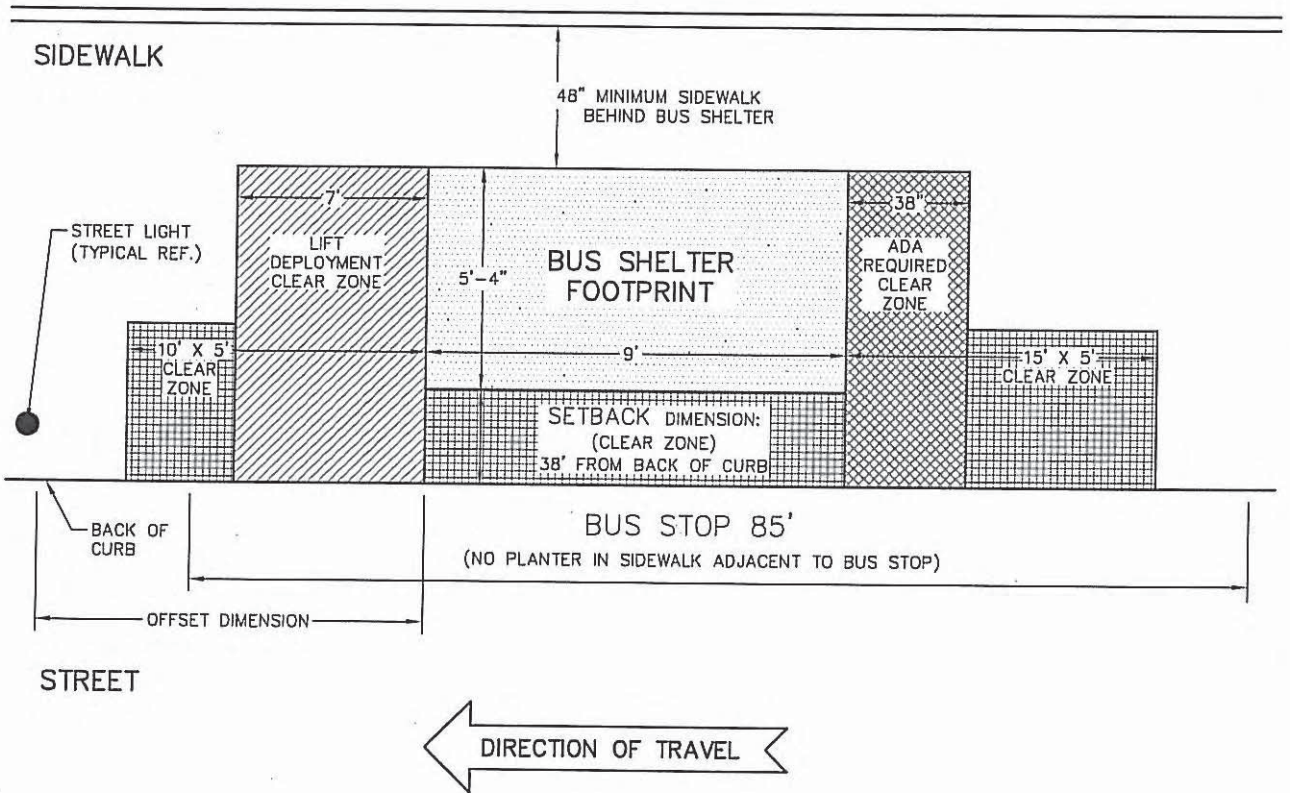 SIDEWALK
48" MINIMUM SIDEWALK
BEHIND BUS SHELTER
STREET LIGHT
(TYPICAL REF.)
7'
LIFT
DEPLOYMENT
CLEAR ZONE
5'-4"
BUS SHELTER
FOOTPRINT
38"
ADA
REQUIRED
CLEAR
ZONE
10' X 5'
CLEAR
ZONE
9'
15' X 5'
CLEAR ZONE
SETBACK DIMENSION:
(CLEAR ZONE)
38' FROM BACK OF CURB
BACK OF
CURB
BUS STOP 85'
(NO PLANTER IN SIDEWALK ADJACENT TO BUS STOP)
OFFSET DIMENSION
STREET
DIRECTION OF TRAVEL